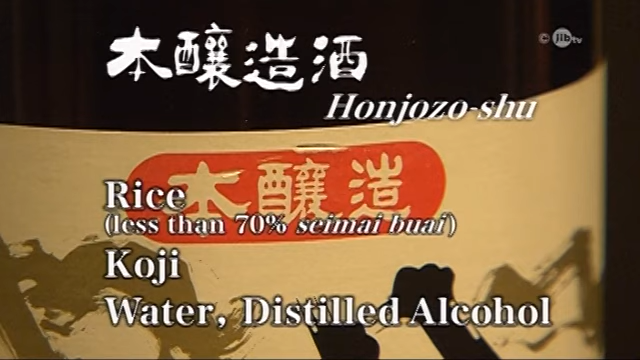 © jibtv
本醸造酒
Honjozo-shu
本醸造
Rice
(less than 70% seimai buai)
Koji
Water, Distilled Alcohol